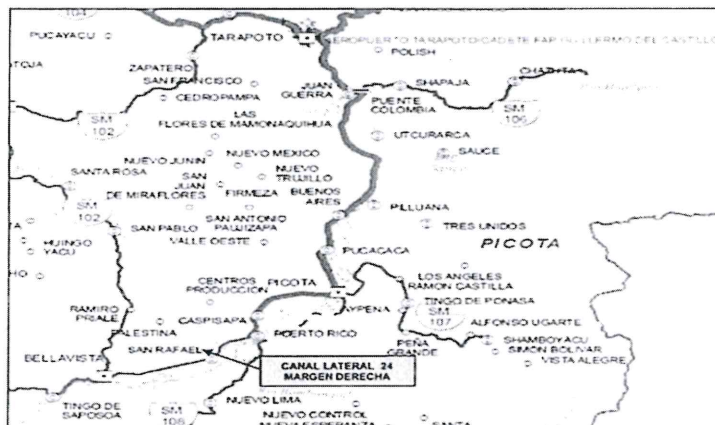 104
PUCAYACU
TARAPOTO
AEROPUERTO TARAPOTO CADETE FAP GUILLERMO DEL CASTILLO
POLISH
ZAPATERO
SAN FRANCISCO
CEDROPAMPA
JUAN
GUERRA
SHAPAJA
CHAZUTA
PUENTE
COLOMBIA
SM
102
LAS
FLORES DE MAMONAQUIHUA
SM
106
UTCURARCA
SAUCE
NUEVO JUNIN
NUEVO MEXICO
SANTA ROSA
SAN
JUAN
DE MIRAFLORES
NUEVO
TRUJILLO
FIRMEZA
BUENOS
AIRES
PILLUANA
SM
102
SAN PABLO
SAN ANTONIO
PAUJIZAPA
VALLE OESTE
TRES UNIDOS
HUINGO
YACU
PUCACACA
PICOTA
CENTROS
PRODUCCIÓN
PICOTA
LOS ANGELES
RAMON CASTILLA
RAMIRO
PRIALE
TINGO DE PONASA
SM
107
PALESTINA
CASPISAPA
ALFONSO UGARTE
PUERTO RICO
PEÑA
GRANDE
SHAMBOYACU
SIMON BOLIVAR
VISTA ALEGRE
BELLAVISTA
SAN RAFAEL
CANAL LATERAL 24
MARGEN DERECHA
TINGO DE
SAPOSOA
SM
108
NUEVO LIMA
NUEVO CONTROL
NUEVA ESPERANZA
SANTA